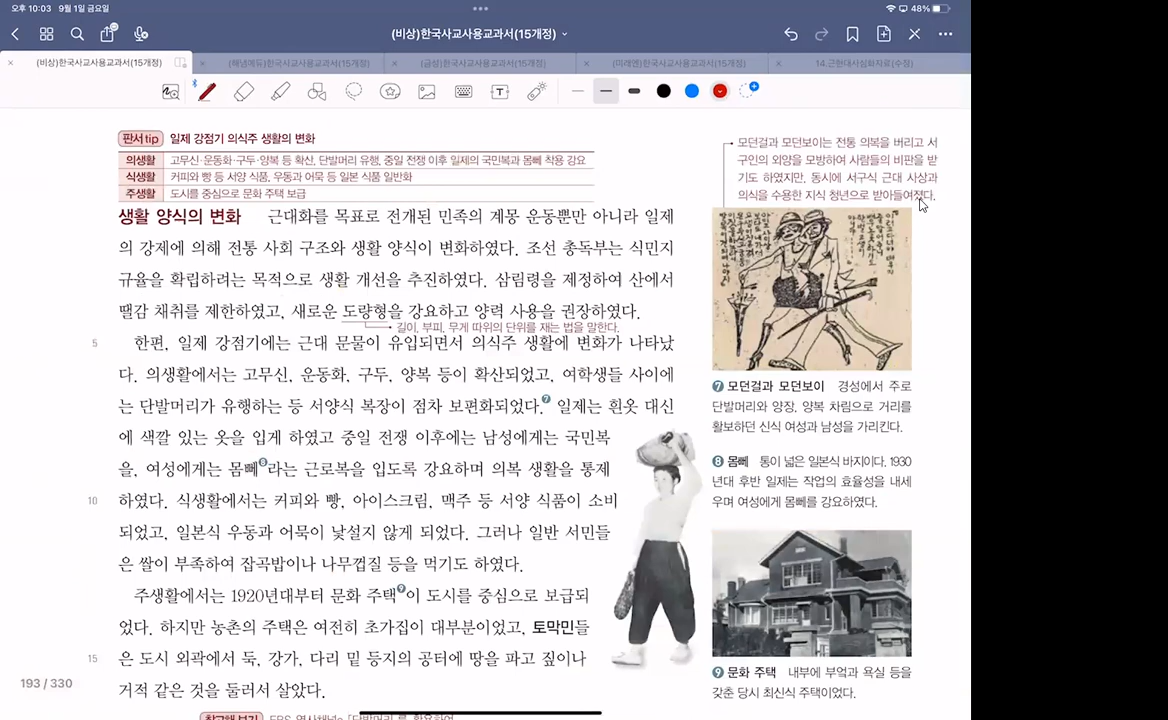 오후 10:03 9월 1일 금요일
48%
(비상)한국사교사용교과서(15개정)
(비상)한국사교사용교과서(15개정)
(해냄에듀)한국사교사용교과서(15개정)
(금성)한국사교사용교과서(15개정)
(미래엔)한국사교사용교과서(15개정)
14.근현대사심화자료(수정)
판서tip 일제 강점기 의식주 생활의 변화
의생활 고무신·운동화·구두·양복 등 확산, 단발머리 유행, 중일 전쟁 이후 일제의 국민복과 몸뻬 착용 강요
식생활 커피와 빵 등 서양 식품, 우동과 어묵 등 일본 식품 일반화
주생활 도시를 중심으로 문화 주택 보급
생활 양식의 변화 근대화를 목표로 전개된 민족의 계몽 운동뿐만 아니라 일제
의 강제에 의해 전통 사회 구조와 생활 양식이 변화하였다. 조선 총독부는 식민지
규율을 확립하려는 목적으로 생활 개선을 추진하였다. 삼림령을 제정하여 산에서
땔감 채취를 제한하였고, 새로운 도량형을 강요하고 양력 사용을 권장하였다.
길이, 부피, 무게 따위의 단위를 재는 법을 말한다.
5 한편, 일제 강점기에는 근대 문물이 유입되면서 의식주 생활에 변화가 나타났
다. 의생활에서는 고무신, 운동화, 구두, 양복 등이 확산되었고, 여학생들 사이에
는 단발머리가 유행하는 등 서양식 복장이 점차 보편화되었다.7 일제는 흰옷 대신
에 색깔 있는 옷을 입게 하였고 중일 전쟁 이후에는 남성에게는 국민복
을, 여성에게는 몸뻬8라는 근로복을 입도록 강요하며 의복 생활을 통제
10 하였다. 식생활에서는 커피와 빵, 아이스크림, 맥주 등 서양 식품이 소비
되었고, 일본식 우동과 어묵이 낯설지 않게 되었다. 그러나 일반 서민들
은 쌀이 부족하여 잡곡밥이나 나무껍질 등을 먹기도 하였다.
주생활에서는 1920년대부터 문화 주택9이 도시를 중심으로 보급되
었다. 하지만 농촌의 주택은 여전히 초가집이 대부분이었고, 토막민들
15 은 도시 외곽에서 둑, 강가, 다리 밑 등지의 공터에 땅을 파고 짚이나
거적 같은 것을 둘러서 살았다.
모던걸과 모던보이는 전통 의복을 버리고 서
구인의 외양을 모방하여 사람들의 비판을 받
기도 하였지만, 동시에 서구식 근대 사상과
의식을 수용한 지식 청년으로 받아들여졌다.
7 모던걸과 모던보이 경성에서 주로
단발머리와 양장, 양복 차림으로 거리를
활보하던 신식 여성과 남성을 가리킨다.
8 몸뻬 통이 넓은 일본식 바지이다. 1930
년대 후반 일제는 작업의 효율성을 내세
우며 여성에게 몸뻬를 강요하였다.
9 문화 주택 내부에 부엌과 욕실 등을
갖춘 당시 최신식 주택이었다.
193 / 330